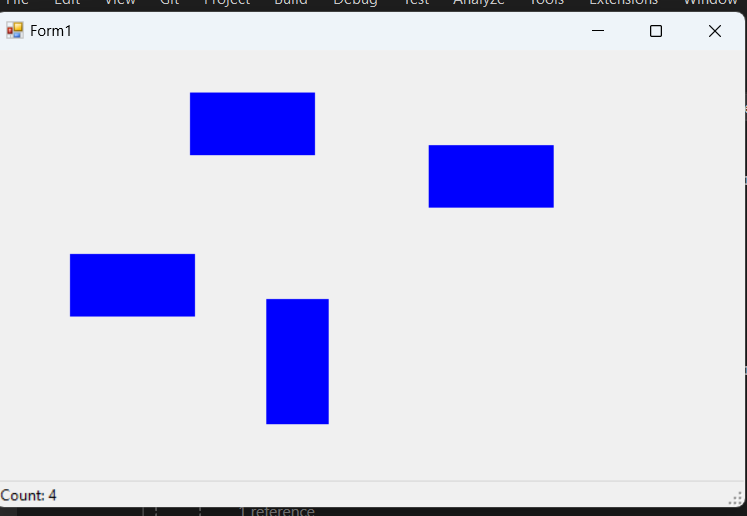 File Edit View Git Project Build Debug Test Analyze Tools Extensions Window
Form1
Count: 4
1 reference